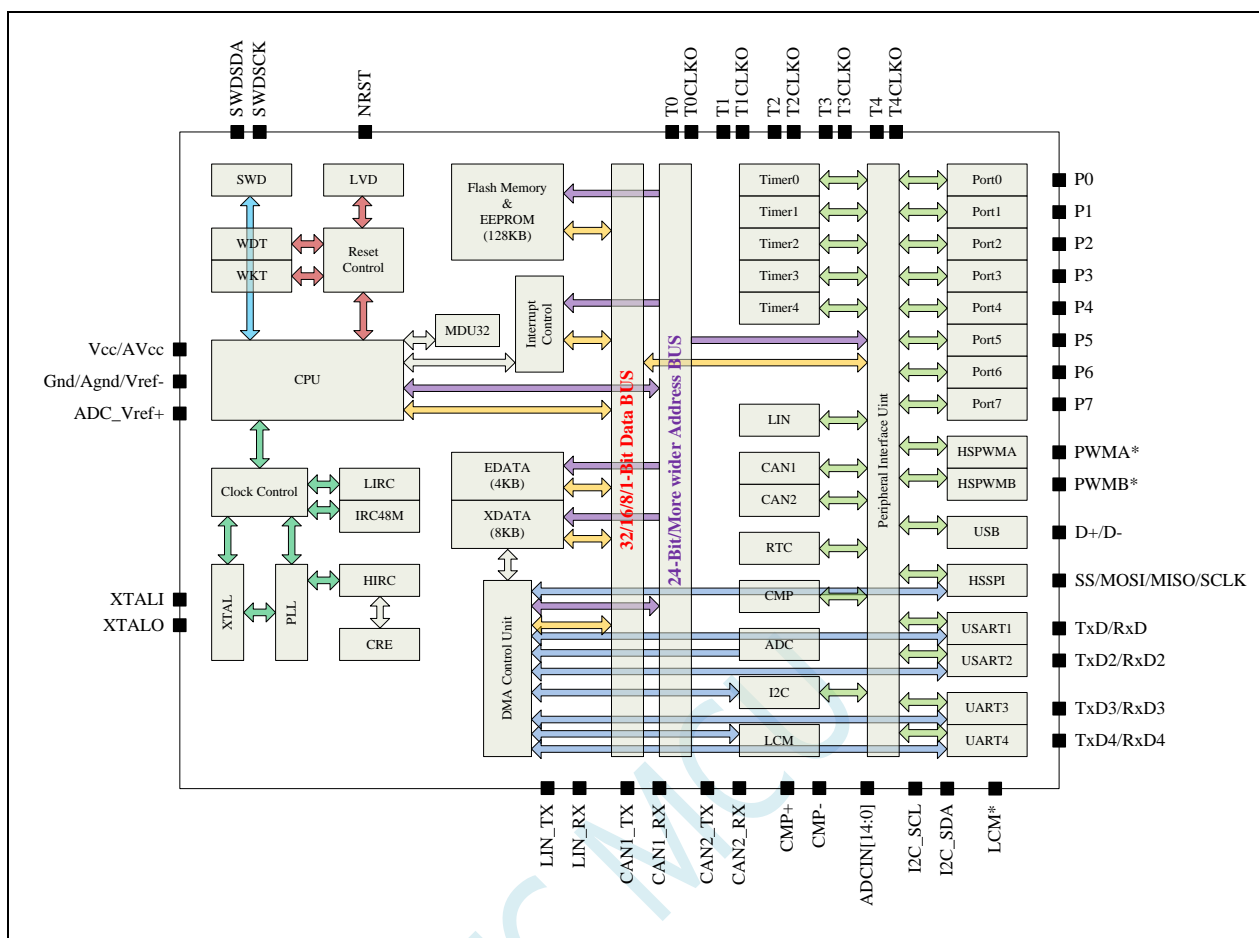 SWDSDA
SWDSCK
NRST
T0
T0CLKO
T1
T1CLKO
T2
T2CLKO
T3
T3CLKO
T4
T4CLKO
SWD
LVD
WDT
WKT
Reset
Control
Flash Memory
&
EEPROM
(128KB)
Timer0
Timer1
Timer2
Timer3
Timer4
Port0
Port1
Port2
Port3
Port4
Port5
Port6
Port7
P0
P1
P2
P3
P4
P5
P6
P7
MDU32
Interrupt
Control
CPU
Vcc/AVcc
Gnd/Agnd/Vref-
ADC_Vref+
32/16/8/1-Bit Data BUS
24-Bit/More wider Address BUS
Peripheral Interface Uint
Clock Control
LIRC
IRC48M
XTAL
PLL
HIRC
CRE
XTALI
XTALO
EDATA
(4KB)
XDATA
(8KB)
DMA Control Unit
LIN
CAN1
CAN2
RTC
CMP
ADC
I2C
LCM
HSPWMA
HSPWMB
USB
HSSPI
USART1
USART2
UART3
UART4
PWMA*
PWMB*
D+/D-
SS/MOSI/MISO/SCLK
TxD/RxD
TxD2/RxD2
TxD3/RxD3
TxD4/RxD4
LIN_TX
LIN_RX
CAN1_TX
CAN1_RX
CAN2_TX
CAN2_RX
CMP+
CMP-
ADCIN[14:0]
I2C_SCL
I2C_SDA
LCM*
MCU